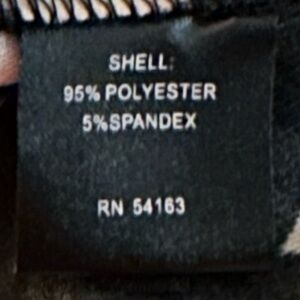 SHELL:
95% POLYESTER
5%SPANDEX
RN 54163